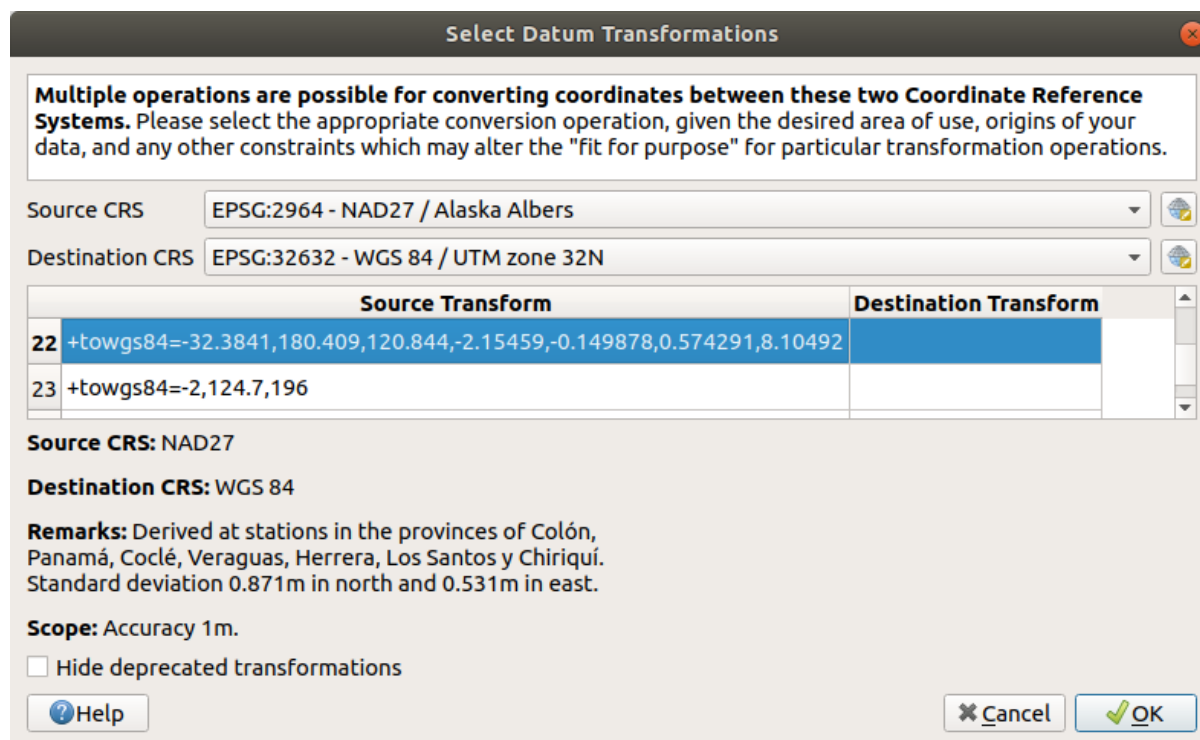 Select Datum Transformations
Multiple operations are possible for converting coordinates between these two Coordinate Reference
Systems. Please select the appropriate conversion operation, given the desired area of use, origins of your
data, and any other constraints which may alter the "fit for purpose" for particular transformation operations.
Source CRS EPSG:2964 - NAD27 / Alaska Albers
Destination CRS EPSG:32632 - WGS 84 / UTM zone 32N
Source Transform Destination Transform
22 +towgs84=-32.3841,180.409,120.844,-2.15459,-0.149878,0.574291,8.10492
23 +towgs84=-2,124.7,196
Source CRS: NAD27
Destination CRS: WGS 84
Remarks: Derived at stations in the provinces of Colón,
Panamá, Coclé, Veraguas, Herrera, Los Santos y Chiriquí.
Standard deviation 0.871m in north and 0.531m in east.
Scope: Accuracy 1m.
Hide deprecated transformations
Help Cancel OK